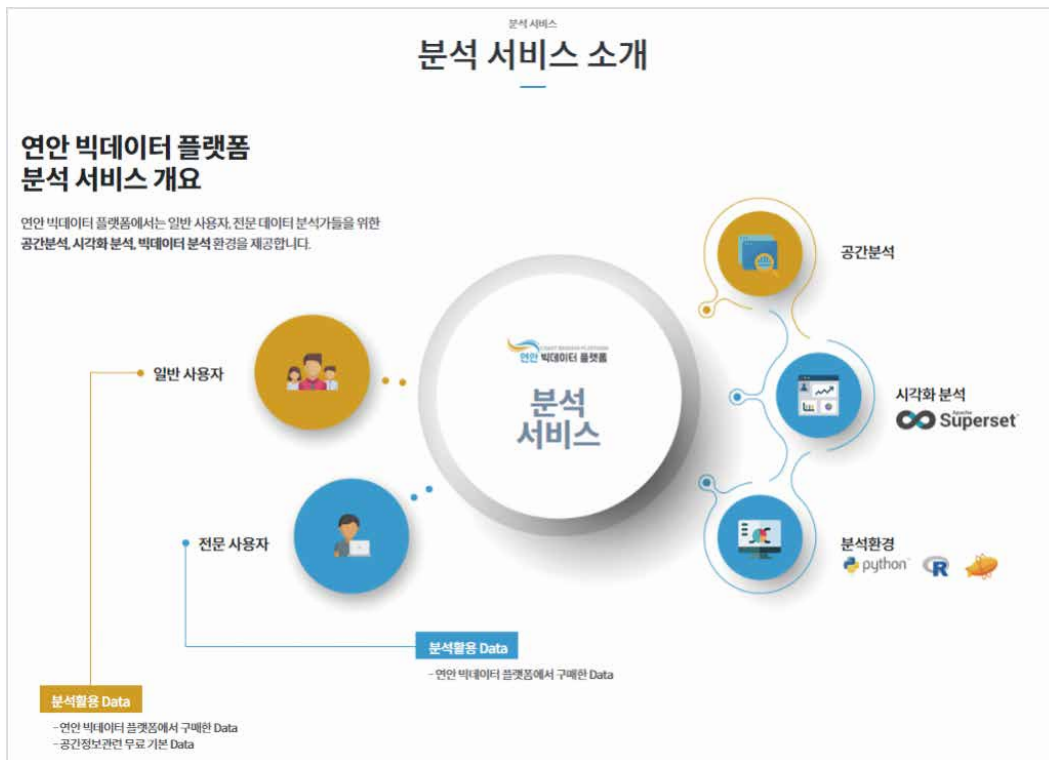 분석 서비스
분석 서비스 소개
연안 빅데이터 플랫폼
분석 서비스 개요
연안 빅데이터 플랫폼에서는 일반 사용자, 전문 데이터 분석가들을 위한
공간분석, 시각화 분석, 빅데이터 분석 환경을 제공합니다.
공간분석
연안 빅데이터 플랫폼
분석
서비스
일반 사용자
시각화 분석
Apache
Superset
전문 사용자
분석환경
python
R
분석활용 Data
- 연안 빅데이터 플랫폼에서 구매한 Data
분석활용 Data
- 연안 빅데이터 플랫폼에서 구매한 Data
- 공간정보관련 무료 기본 Data